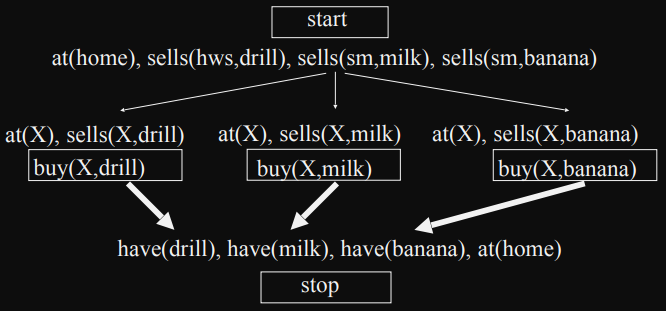 start
at(home), sells(hws,drill), sells(sm,milk), sells(sm,banana)
at(X), sells(X,drill) at(X), sells(X,milk) at(X), sells(X,banana)
buy(X,drill) buy(X,milk) buy(X,banana)
have(drill), have(milk), have(banana), at(home)
stop